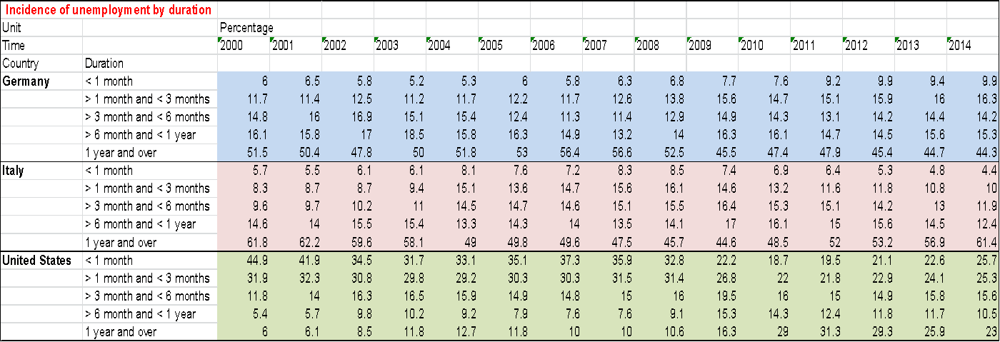 Incidence of unemployment by duration
Unit Percentage
Time 2000 2001 2002 2003 2004 2005 2006 2007 2008 2009 2010 2011 2012 2013 2014
Country Duration
Germany < 1 month 6 6.5 5.8 5.2 5.3 6 5.8 6.3 6.8 7.7 7.6 9.2 9.9 9.4 9.9
> 1 month and < 3 months 11.7 11.4 12.5 11.2 11.7 12.2 11.7 12.6 13.8 15.6 14.7 15.1 15.9 16 16.3
> 3 month and < 6 months 14.8 16 16.9 15.1 15.4 12.4 11.3 11.4 12.9 14.9 14.3 13.1 14.2 14.4 14.2
> 6 month and < 1 year 16.1 15.8 17 18.5 15.8 16.3 14.9 13.2 14 16.3 16.1 14.7 14.5 15.6 15.3
1 year and over 51.5 50.4 47.8 50 51.8 53 56.4 56.6 52.5 45.5 47.4 47.9 45.4 44.7 44.3
Italy < 1 month 5.7 5.5 6.1 6.1 8.1 7.6 7.2 8.3 8.5 7.4 6.9 6.4 5.3 4.8 4.4
> 1 month and < 3 months 8.3 8.7 8.7 9.4 15.1 13.6 14.7 15.6 16.1 14.6 13.2 11.6 11.8 10.8 10
> 3 month and < 6 months 9.6 9.7 10.2 11 14.5 14.7 14.6 15.1 15.5 16.4 15.3 15.1 14.2 13 11.9
> 6 month and < 1 year 14.6 14 15.5 15.4 13.3 14.3 14 13.5 14.1 17 16.1 15 15.6 14.5 12.4
1 year and over 61.8 62.2 59.6 58.1 49 49.8 49.6 47.5 45.7 44.6 48.5 52 53.2 56.9 61.4
United States < 1 month 44.9 41.9 34.5 31.7 33.1 35.1 37.3 35.9 32.8 22.2 18.7 19.5 21.1 22.6 25.7
> 1 month and < 3 months 31.9 32.3 30.8 29.8 29.2 30.3 30.3 31.5 31.4 26.8 22 21.8 22.9 24.1 25.3
> 3 month and < 6 months 11.8 14 16.3 16.5 15.9 14.9 14.8 15 16 19.5 16 15 14.9 15.8 15.6
> 6 month and < 1 year 5.4 5.7 9.8 10.2 9.2 7.9 7.6 7.6 9.1 15.3 14.3 12.4 11.8 11.7 10.5
1 year and over 6 6.1 8.5 11.8 12.7 11.8 10 10 10.6 16.3 29 31.3 29.3 25.9 23